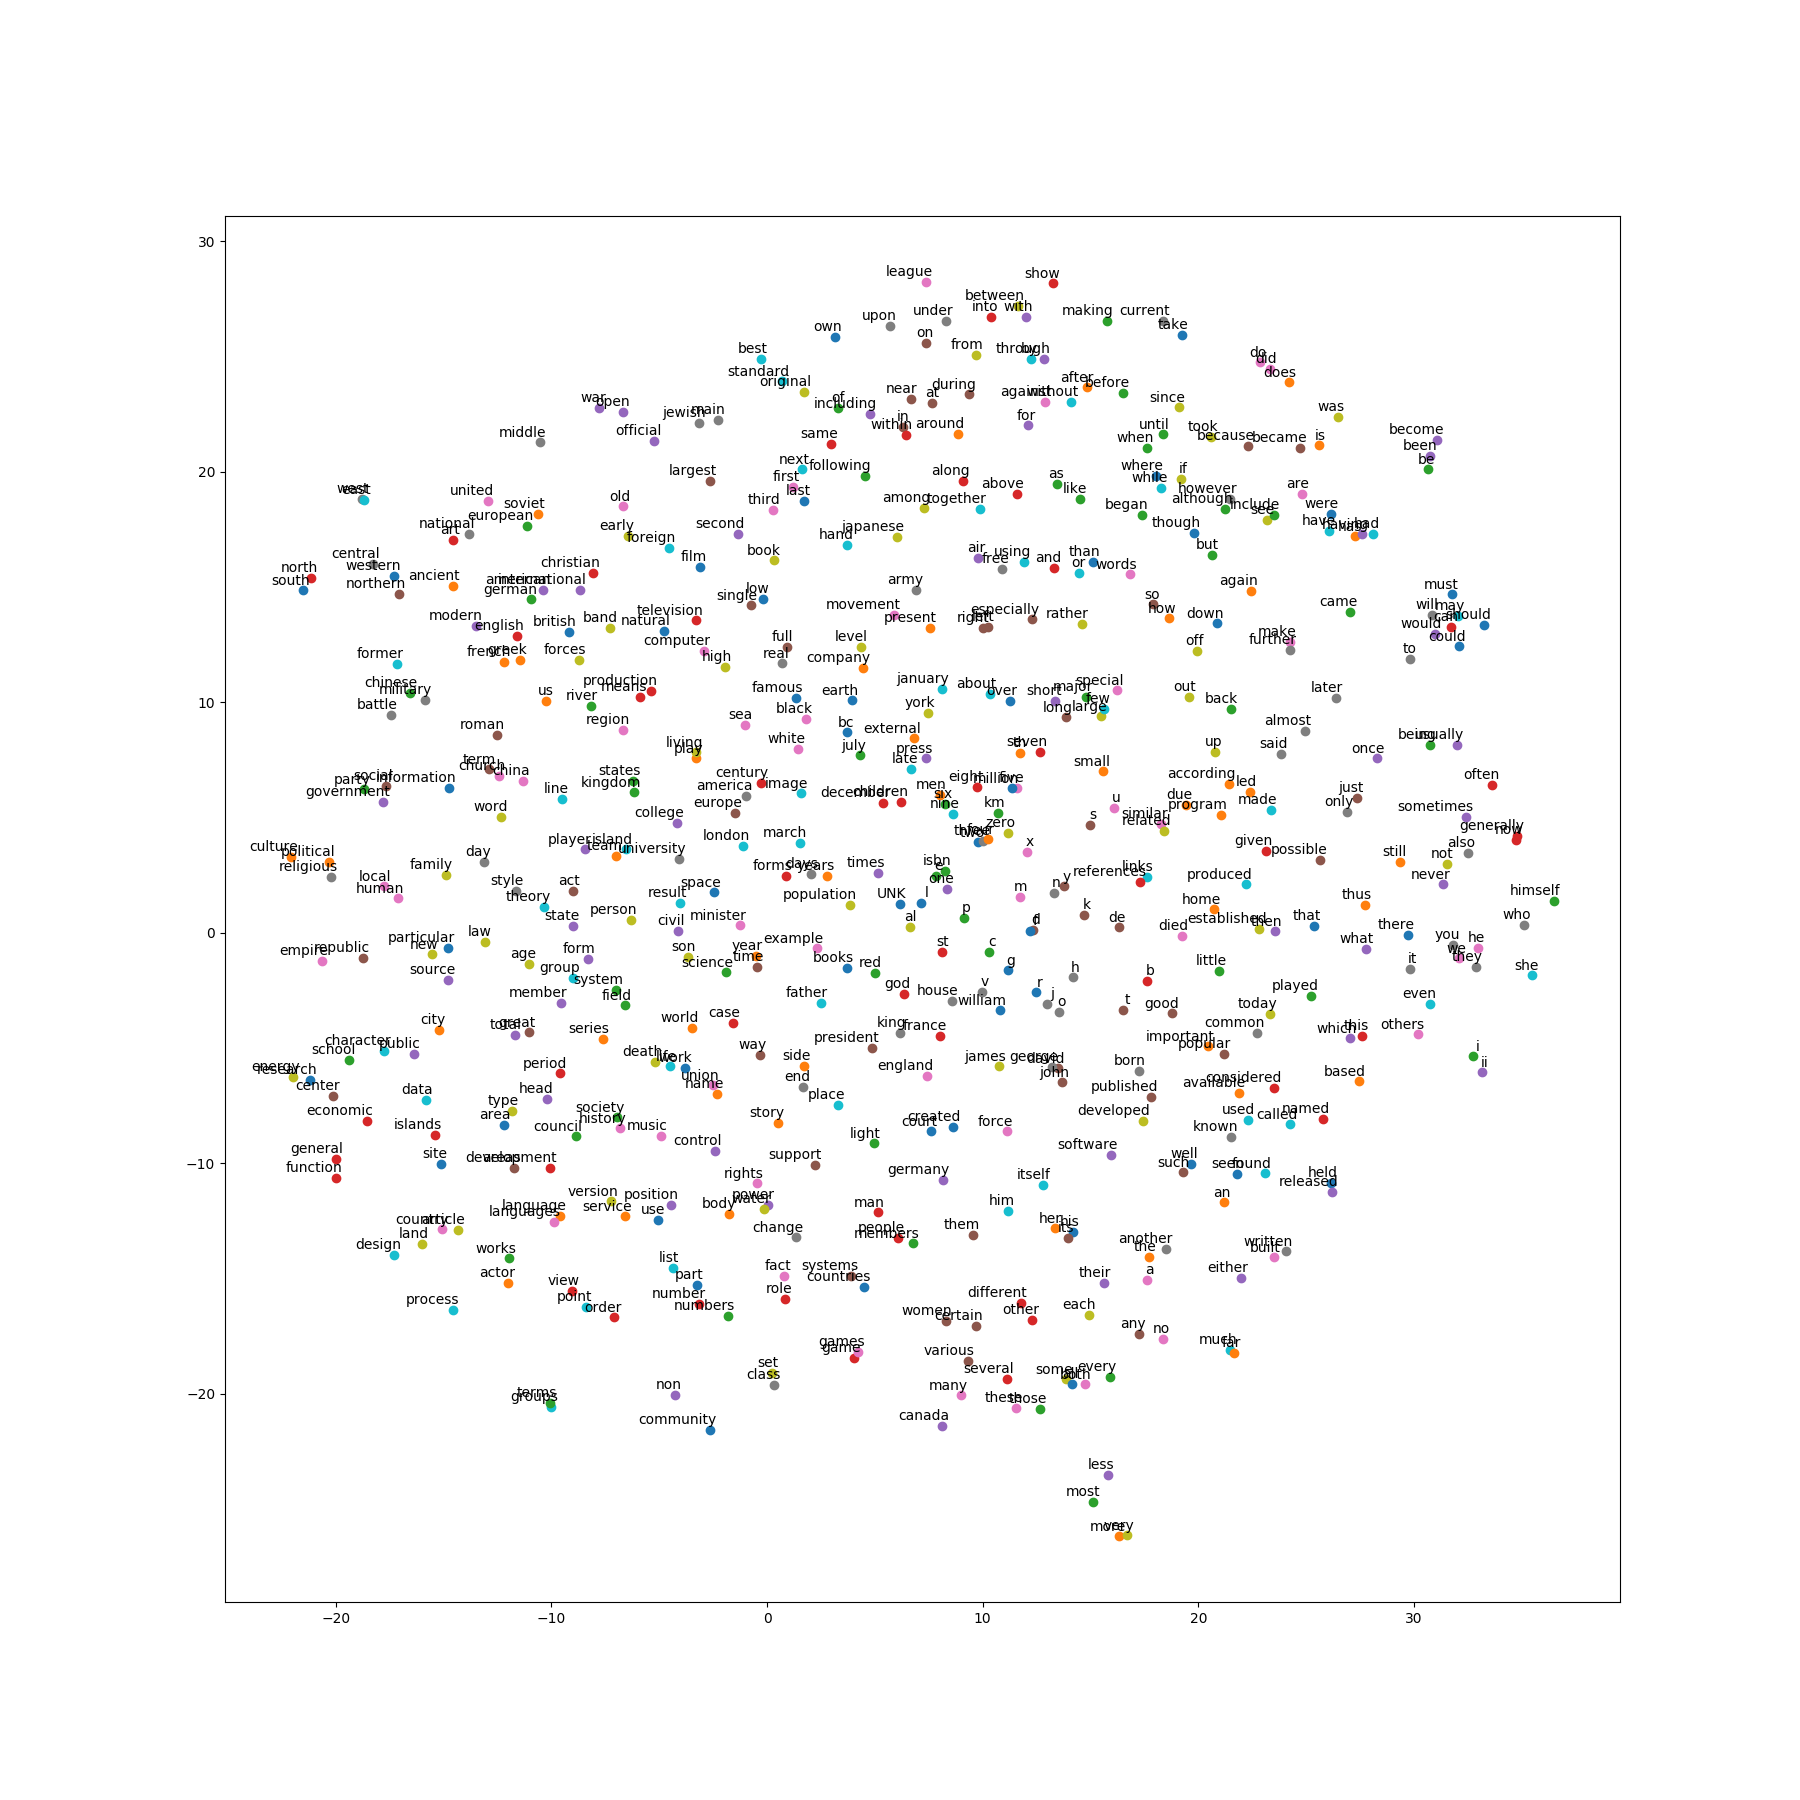 30
league
show
between
into with
upon under making current
own take
on
best from through by
do did
standard does
original after
during against without before
near at
war open of since
jewish main including was
in for
middle official within around until took
same when because became is become
been
next following where be
largest first along while if
west east as
united third last above like however are
soviet old among together although include see were
national european early second hand japanese began
art foreign though have having has had
book air free using and than but
central film or words
western christian
north ancient american international army again must
south northern german low so
single movement especially came will may
modern television present right left rather how down should
english british band natural would can could
computer full off make further to
french greek forces level
former high real company
chinese military production january about over short major special out later
means famous earth few
battle us river york long large back
region sea black
roman bc external almost
white july seven up said being usually
living play press
term late small once
church china century eight million five often
social information states
party kingdom image men according led just
government line america december children six u due made sometimes
word europe nine km program only
college s similar generally
player island london march three four two zero related now
culture team university
political day x given also
religious family forms days years times isbn e possible still not
local style act links
human theory result space one n y references produced never
person population UNK l m home himself
state civil minister al p k de established thus who
particular law died then that there
new form son example st c what you he
empire republic year time it we they
age group books red g h b little she
source system science
member field father god house v r played
william j o t good today even
city total great case king common
series world france which this others
character way president important popular i
public death life work james george
school david born ii
period side england john considered based
energy research union name end available
center data head published
economic type place used named
society story created developed called
islands area history music court force known
council light software
control well
site areas development support seen found
general rights germany such
function itself held released
version position power an
language body water man him
languages service use her his
country article change people them its
land members another written
design works the built
list fact systems their either
actor view part countries a
role
process point number different each
order numbers other
women certain any no
games much far
game various
set several some all both every
class
terms non many these those
groups
community canada
less
most
more very
20
10
0
−10
−20
−20 −10 0 10 20 30